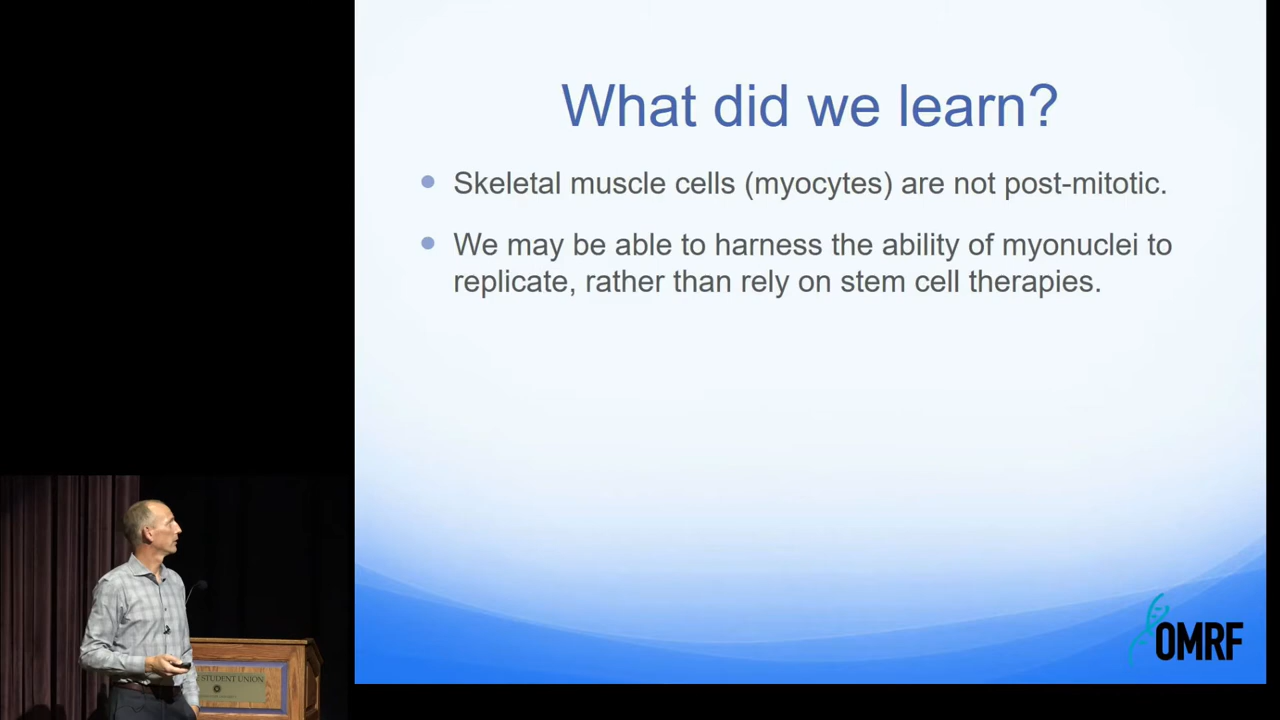 What did we learn?
Skeletal muscle cells (myocytes) are not post-mitotic.
We may be able to harness the ability of myonuclei to
replicate, rather than rely on stem cell therapies.
OMRF
STUDENT UNION